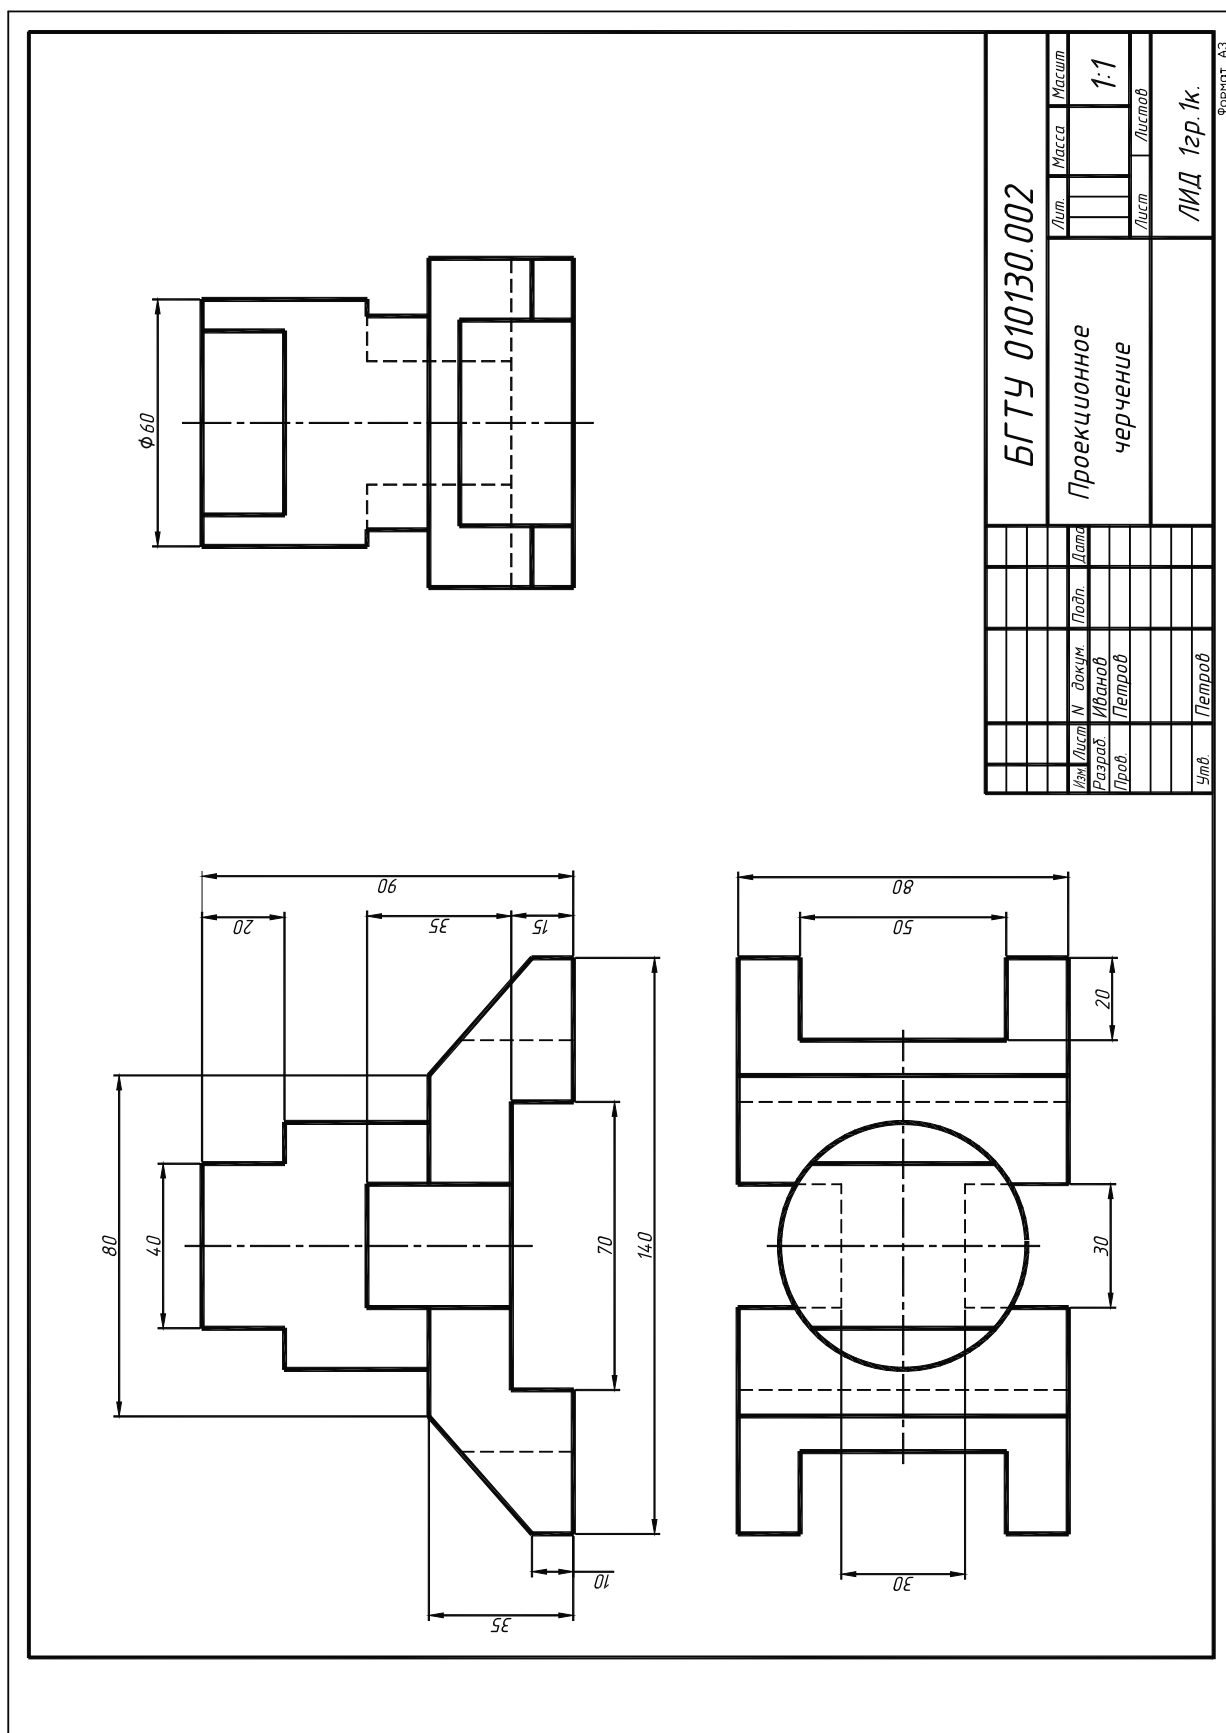 Ф60
90
20
35
15
80
40
70
140
10
35
80
50
20
30
30
БГТУ 010130.002
Проекционное
черчение
Лит.
Масса
Масшт
1:1
Лист
Листов
ЛИД 1гр.1к.
Изм.
Лист
N докум.
Подп.
Дата
Разраб.
Иванов
Пров.
Петров
Утв.
Петров
Формат А3